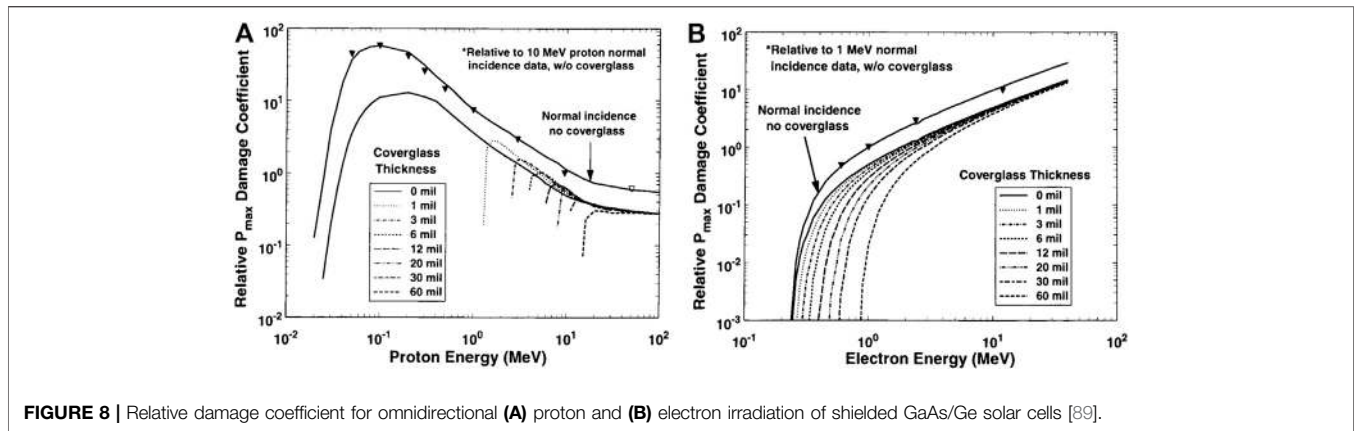 A
Relative Pmax Damage Coefficient
10²
10¹
10⁰
10⁻¹
10⁻²
*Relative to 10 MeV proton normal
incidence data, w/o coverglass
Normal incidence
no coverglass
Coverglass
Thickness
0 mil
1 mil
3 mil
6 mil
12 mil
20 mil
30 mil
60 mil
10⁻² 10⁻¹ 10⁰ 10¹ 10²
Proton Energy (MeV)
B
Relative Pmax Damage Coefficient
10²
10¹
10⁰
10⁻¹
10⁻²
10⁻³
*Relative to 1 MeV normal
incidence data, w/o coverglass
Normal incidence
no coverglass
Coverglass Thickness
0 mil
1 mil
3 mil
6 mil
12 mil
20 mil
30 mil
60 mil
10⁻¹ 10⁰ 10¹ 10²
Electron Energy (MeV)
FIGURE 8 | Relative damage coefficient for omnidirectional (A) proton and (B) electron irradiation of shielded GaAs/Ge solar cells [89].